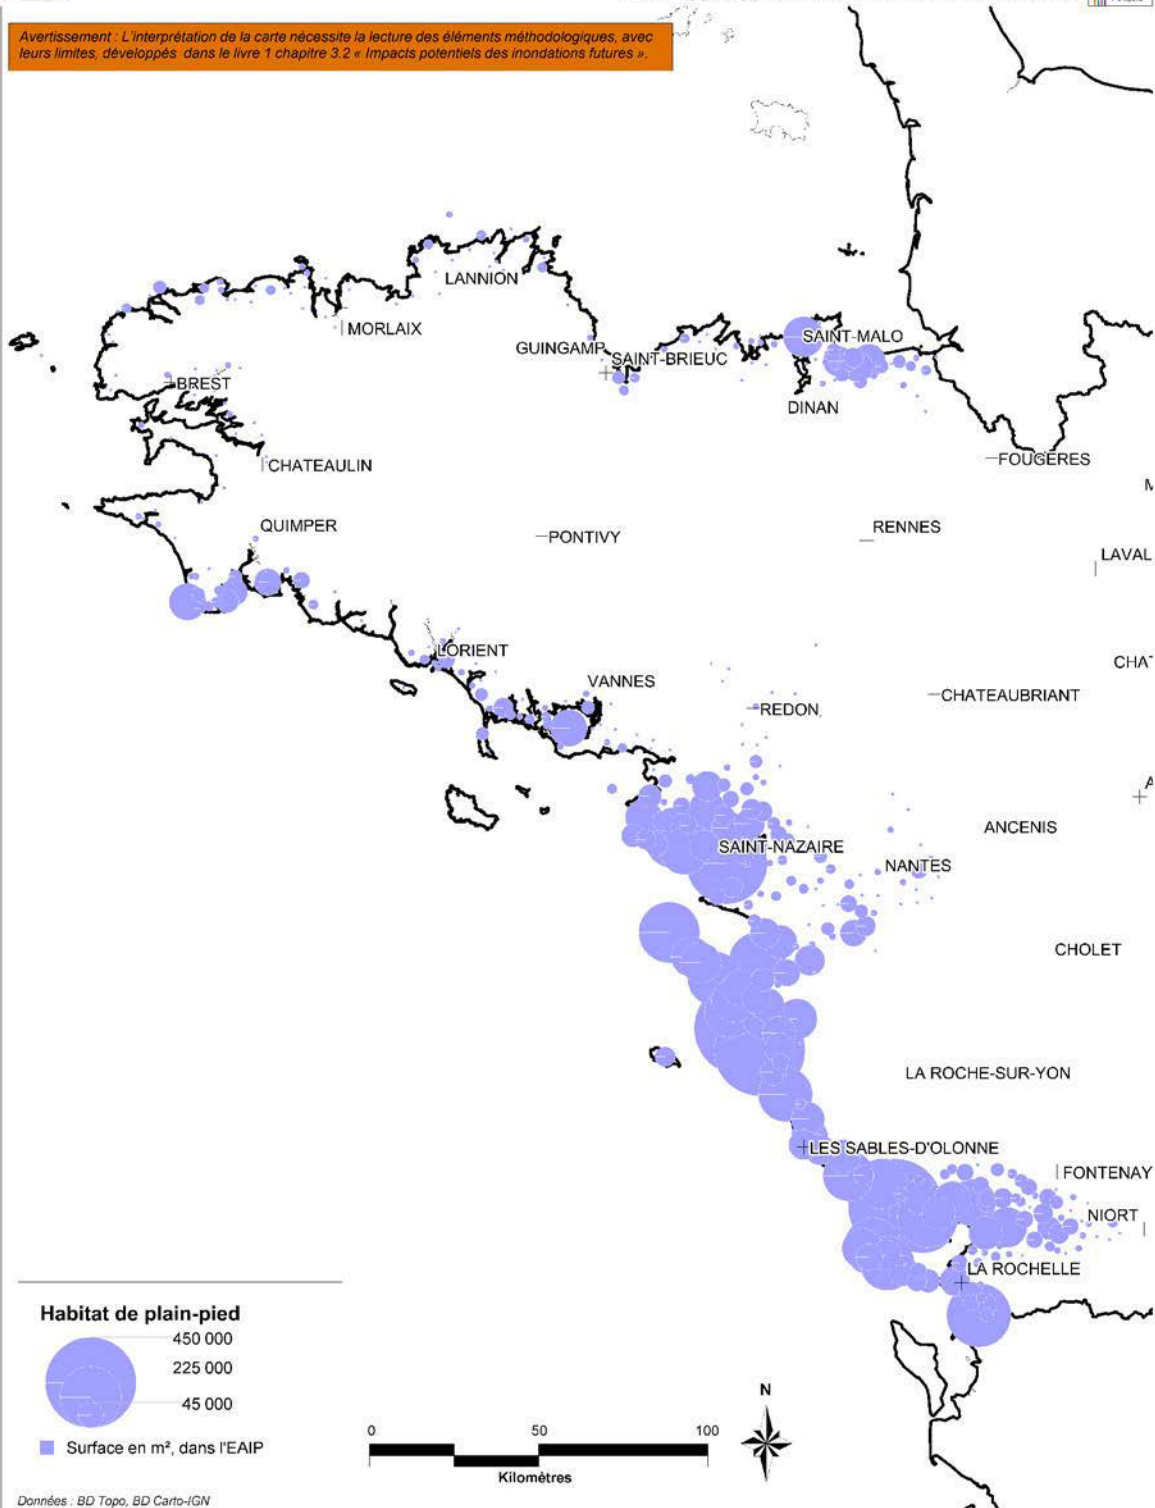 Avertissement : L'interprétation de la carte nécessite la lecture des éléments méthodologiques, avec
leurs limites, développés dans le livre 1 chapitre 3.2 « Impacts potentiels des inondations futures ».
LANNION
MORLAIX
GUINGAMP
SAINT-BRIEUC
SAINT-MALO
BREST
DINAN
CHATEAULIN
FOUGERES
QUIMPER
PONTIVY
RENNES
LAVAL
LORIENT
VANNES
CHAT
REDON
CHATEAUBRIANT
ANCENIS
SAINT-NAZAIRE
NANTES
CHOLET
LA ROCHE-SUR-YON
LES SABLES-D'OLONNE
FONTENAY
NIORT
LA ROCHELLE
Habitat de plain-pied
450 000
225 000
45 000
Surface en m², dans l'EAIP
N
0 50 100
Kilomètres
Données : BD Topo, BD Carto-IGN